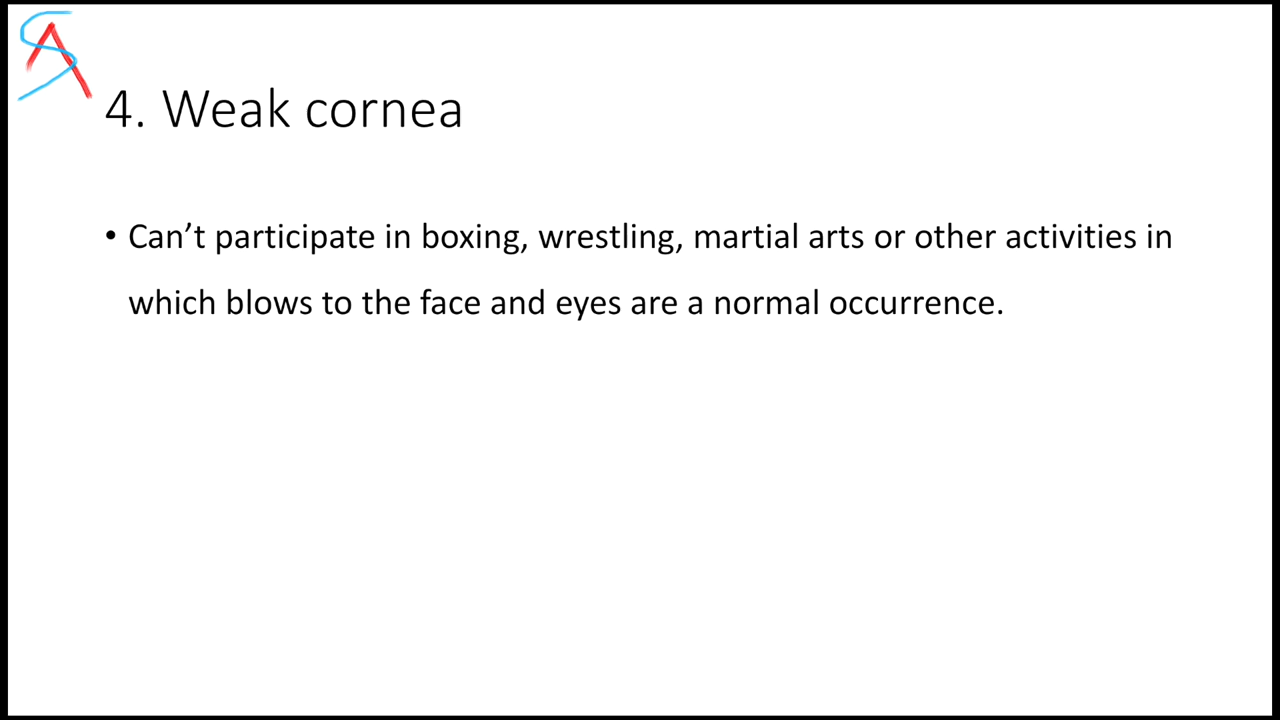 4. Weak cornea
• Can’t participate in boxing, wrestling, martial arts or other activities in
which blows to the face and eyes are a normal occurrence.